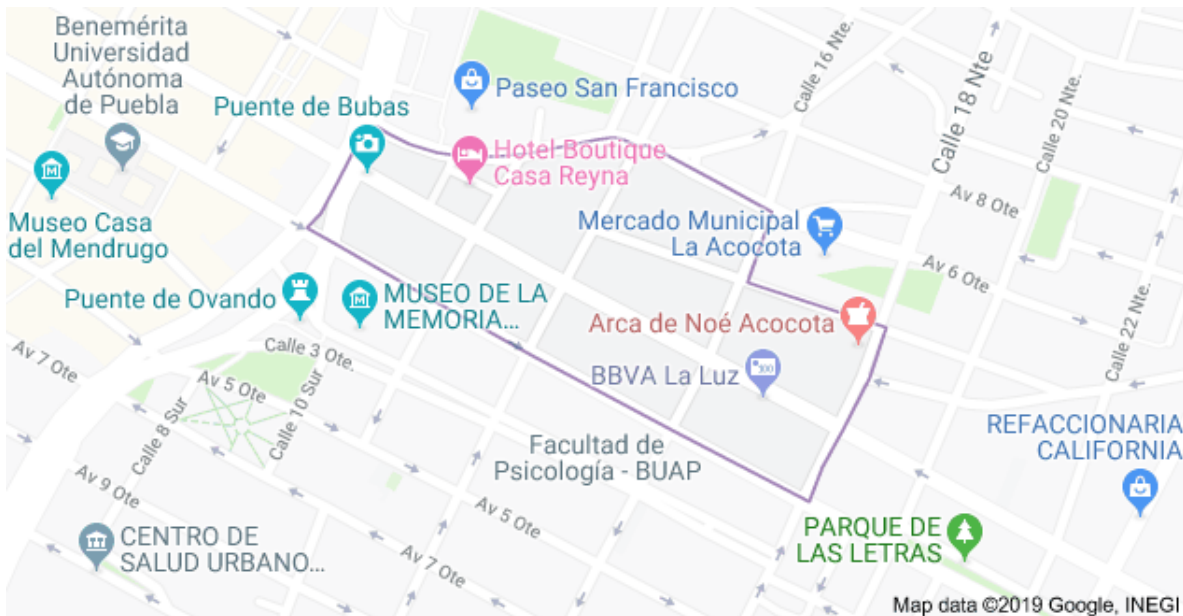 Benemérita
Universidad
Autónoma
de Puebla
Puente de Bubas
Paseo San Francisco
Calle 16 Nte.
Calle 18 Nte
Calle 20 Nte.
Hotel Boutique
Casa Reyna
Av 8 Ote
Museo Casa
del Mendrugo
Mercado Municipal
La Acocota
Av 6 Ote
Puente de Ovando
MUSEO DE LA
MEMORIA...
Arca de Noé Acocota
Calle 22 Nte.
Calle 3 Ote.
Av 7 Ote
Av 5 Ote
BBVA La Luz
Calle 8 Sur
Calle 10 Sur
Facultad de
Psicología - BUAP
REFACCIONARIA
CALIFORNIA
Av 9 Ote
Av 5 Ote
CENTRO DE
SALUD URBANO...
Av 7 Ote
PARQUE DE
LAS LETRAS
Map data ©2019 Google, INEGI